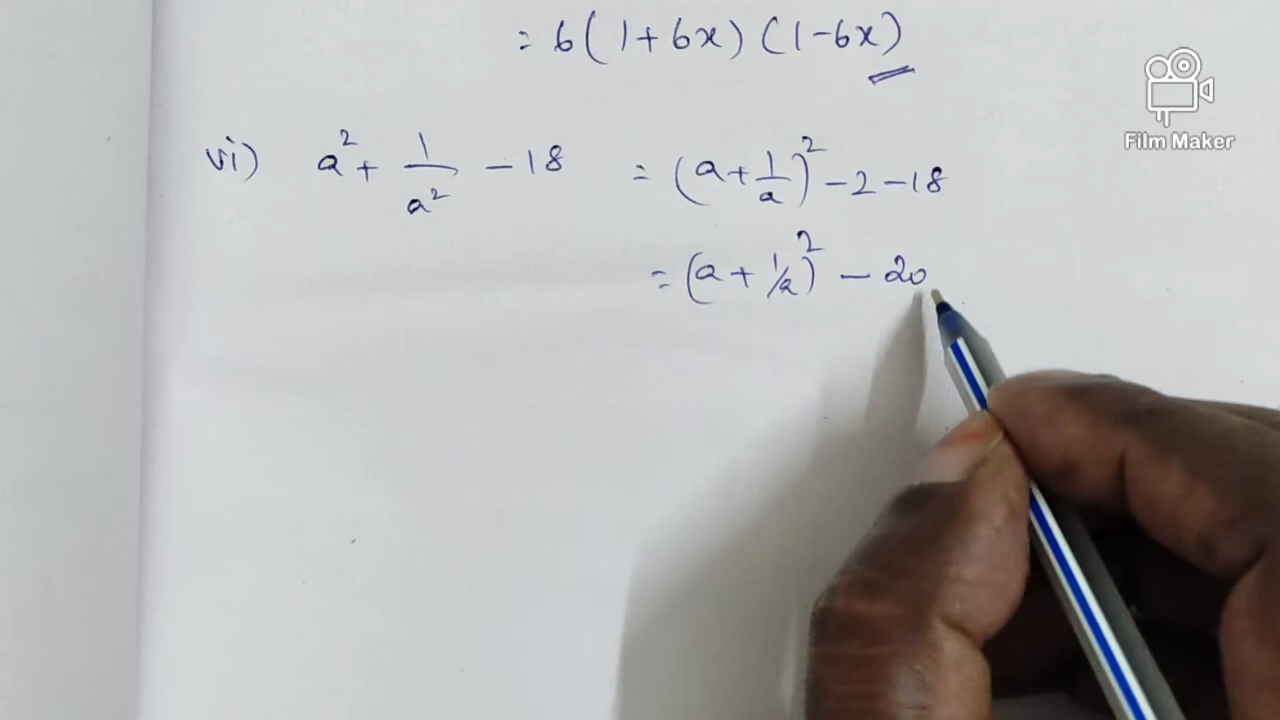 = 6(1+6x)(1-6x)
Film Maker
vi) a² + 1/a² - 18 = (a + 1/a)² - 2 - 18
= (a + 1/a)² - 20